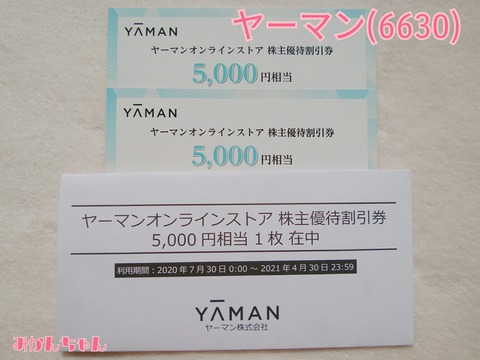 ヤーマン(6630)
YĀMAN
ヤーマンオンラインストア 株主優待割引券
5,000円相当
YĀMAN
ヤーマンオンラインストア 株主優待割引券
5,000円相当
ヤーマンオンラインストア 株主優待割引券
5,000円相当 1枚 在中
利用期間：2020年7月30日 0:00 ～ 2021年4月30日 23:59
YĀMAN
ヤーマン株式会社
みかんちゃん